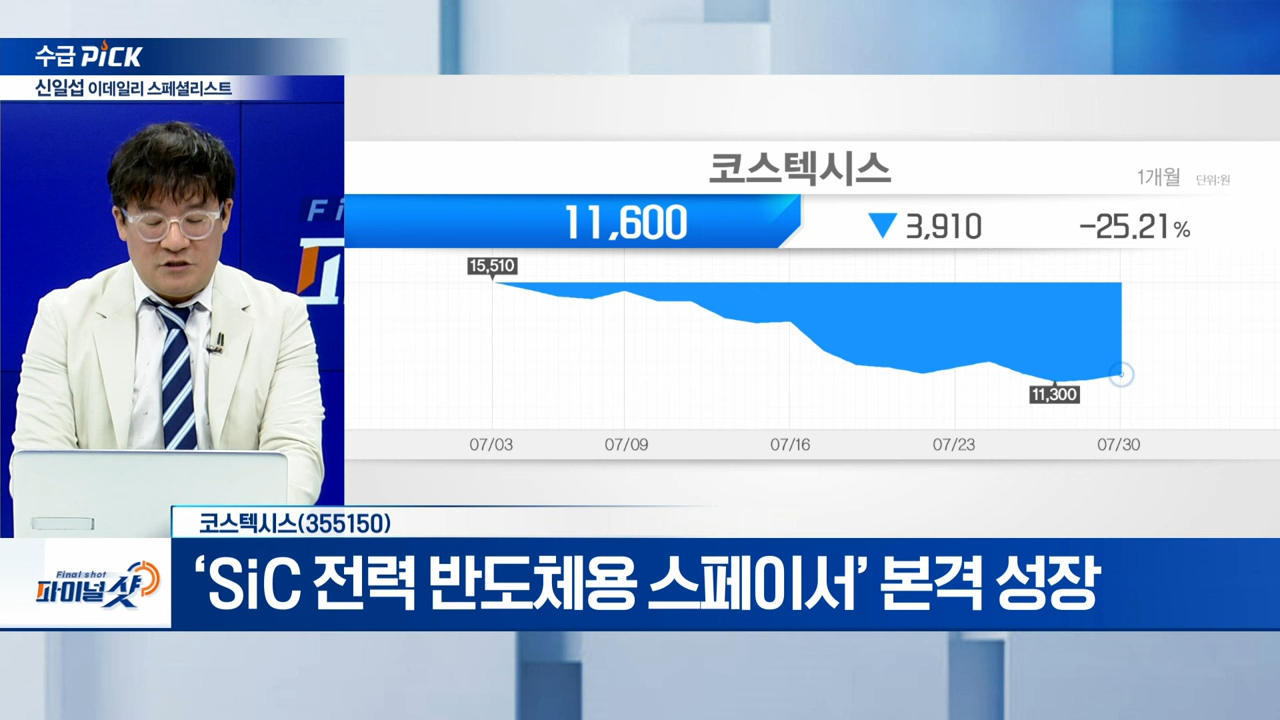 수급 PiCK
신일섭 이데일리 스페셜리스트
Fi
코스텍시스
1개월 단위:원
11,600 ▼ 3,910 -25.21%
15,510
11,300
07/03 07/09 07/16 07/23 07/30
코스텍시스(355150)
Final shot
파이널샷
‘SiC 전력 반도체용 스페이서’ 본격 성장